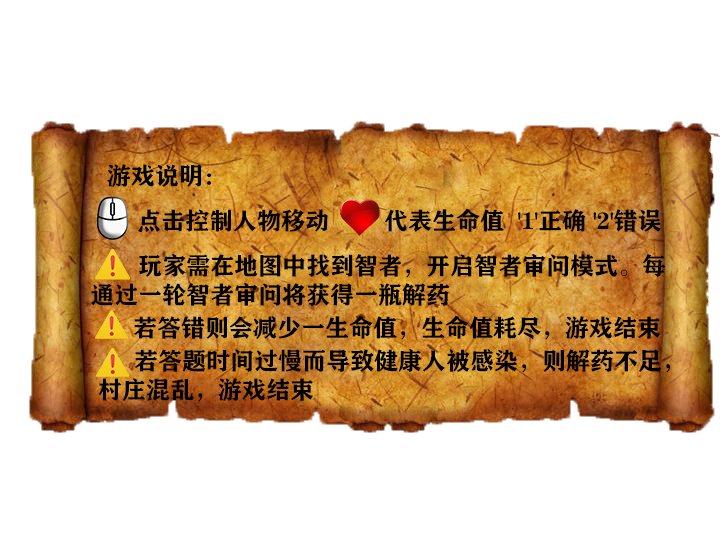 游戏说明：
点击控制人物移动 代表生命值 '1'正确 '2'错误
玩家需在地图中找到智者，开启智者审问模式。每
通过一轮智者审问将获得一瓶解药
若答错则会减少一生命值，生命值耗尽，游戏结束
若答题时间过慢而导致健康人被感染，则解药不足，
村庄混乱，游戏结束